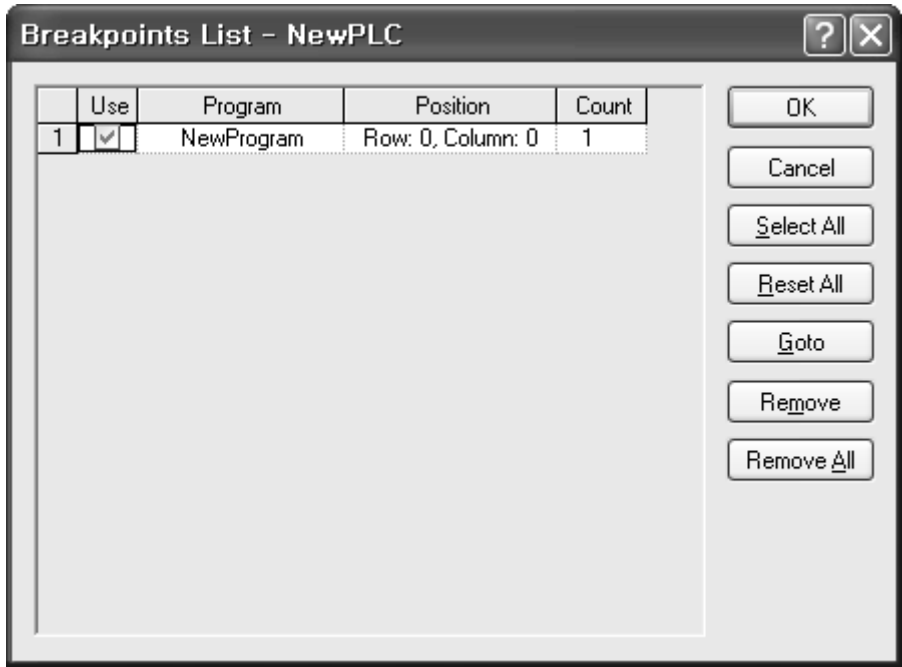 Breakpoints List - NewPLC
Use Program Position Count
1 NewProgram Row: 0, Column: 0 1
OK
Cancel
Select All
Reset All
Goto
Remove
Remove All